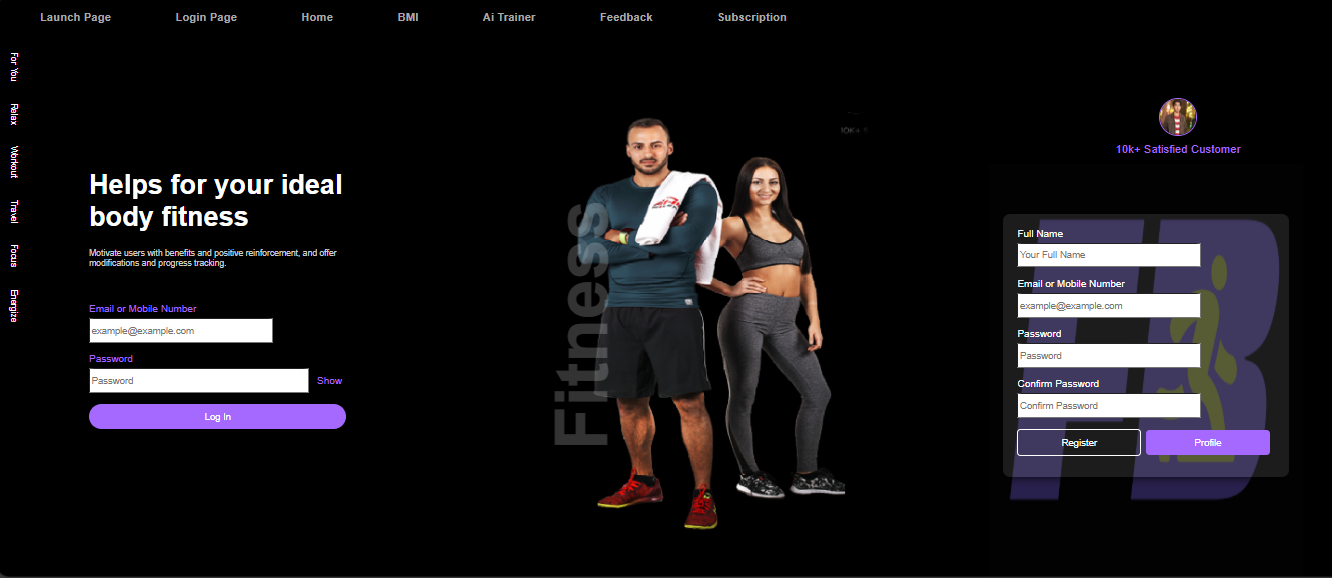 Launch Page
Login Page
Home
BMI
Ai Trainer
Feedback
Subscription
For You
Relax
Workout
Travel
Focus
Energize
Helps for your ideal
body fitness
Motivate users with benefits and positive reinforcement, and offer
modifications and progress tracking.
Email or Mobile Number
example@example.com
Password
Password
Show
Log In
Fitness
10K+
10k+ Satisfied Customer
Full Name
Your Full Name
Email or Mobile Number
example@example.com
Password
Password
Confirm Password
Confirm Password
Register
Profile